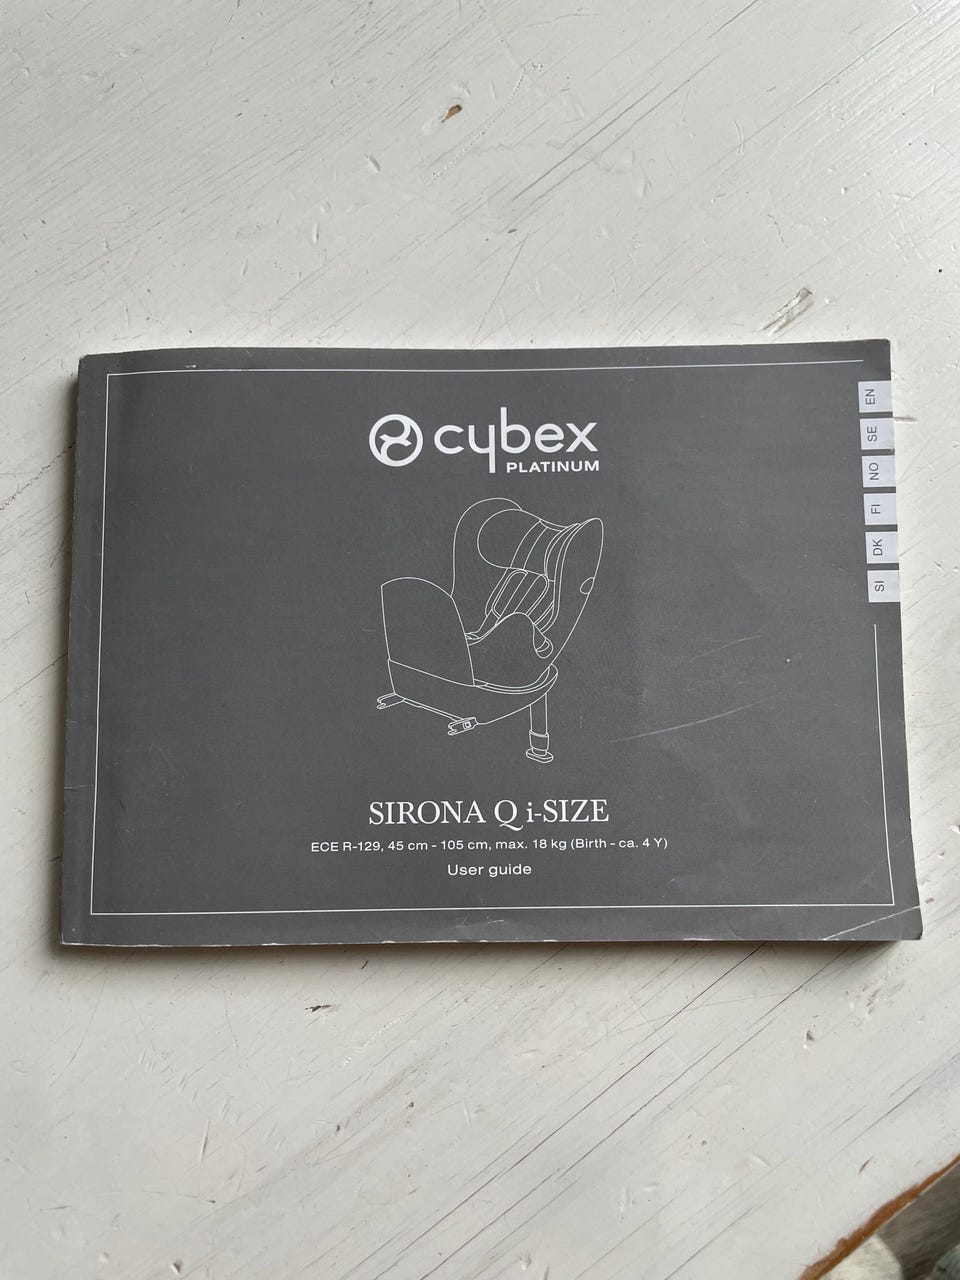 cybex
PLATINUM
EN
SE
NO
FI
DK
SI
SIRONA Q i-SIZE
ECE R-129, 45 cm - 105 cm, max. 18 kg (Birth - ca. 4 Y)
User guide